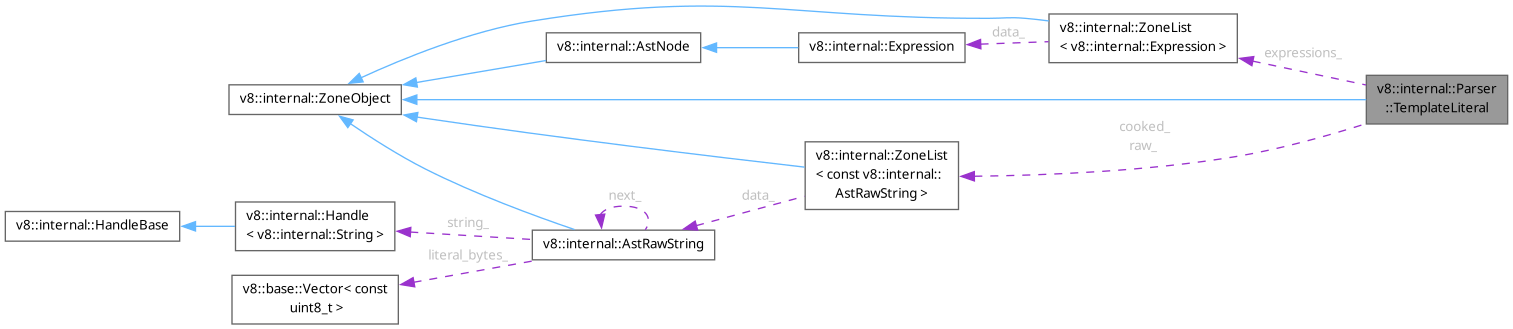 v8::internal::ZoneList
< v8::internal::Expression >
data_
v8::internal::AstNode
v8::internal::Expression
expressions_
v8::internal::Parser
::TemplateLiteral
v8::internal::ZoneObject
cooked_
raw_
v8::internal::ZoneList
< const v8::internal::
AstRawString >
next_
data_
v8::internal::HandleBase
v8::internal::Handle
< v8::internal::String >
string_
v8::internal::AstRawString
literal_bytes_
v8::base::Vector< const
uint8_t >